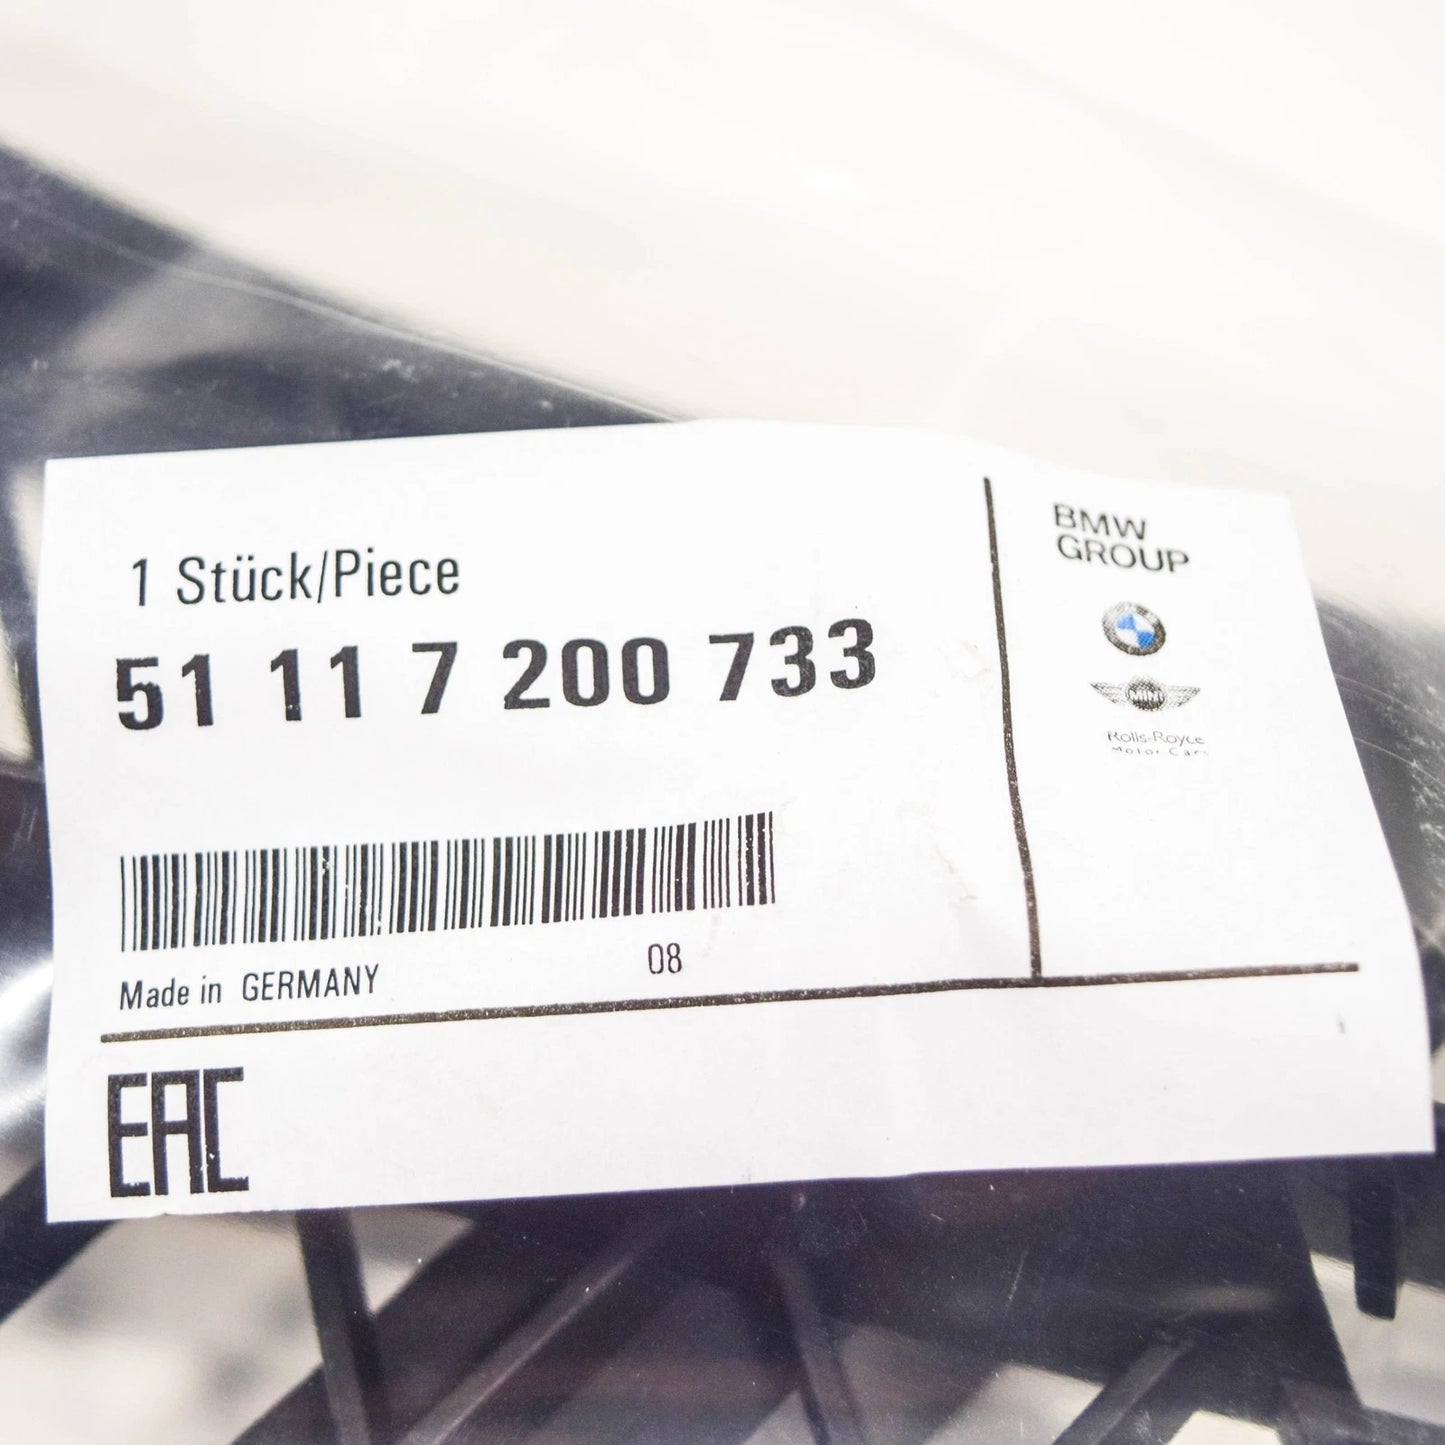 1 Stück/Piece
51 11 7 200 733
Made in GERMANY
08
BMW
GROUP
MINI
Rolls-Royce
Motor Cars
EAC